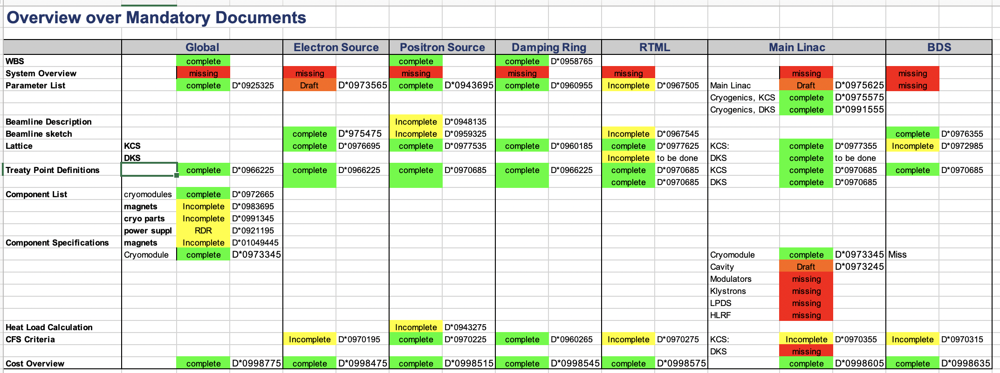 Overview over Mandatory Documents
Global Electron Source Positron Source Damping Ring RTML Main Linac BDS
WBS complete complete complete D*0958765
System Overview missing missing missing missing missing missing missing
Parameter List complete D*0925325 Draft D*0973565 complete D*0943695 complete D*0960955 Incomplete D*0967505 Main Linac Draft D*0975625 missing
Cryogenics, KCS complete D*0975575
Cryogenics, DKS complete D*0991555
Beamline Description Incomplete D*0948135
Beamline sketch complete D*975475 Incomplete D*0959325 Incomplete D*0967545 complete D*0976355
Lattice KCS complete D*0976695 complete D*0977535 complete D*0960185 complete D*0977625 KCS: complete D*0977355 Incomplete D*0972985
DKS Incomplete to be done DKS complete to be done
Treaty Point Definitions complete D*0966225 complete D*0966225 complete D*0970685 complete D*0966225 complete D*0970685 KCS complete D*0970685 complete D*0970685
complete D*0970685 DKS complete D*0970685
Component List cryomodules complete D*0972665
magnets Incomplete D*0983695
cryo parts Incomplete D*0991345
power suppl RDR D*0921195
Component Specifications magnets Incomplete D*01049445
Cryomodule complete D*0973345 Cryomodule complete D*0973345 Miss
Cavity Draft D*0973245
Modulators missing
Klystrons missing
LPDS missing
HLRF missing
Heat Load Calculation Incomplete D*0943275
CFS Criteria Incomplete D*0970195 complete D*0970225 complete D*0960265 Incomplete D*0970275 KCS: Incomplete D*0970355 Incomplete D*0970315
DKS missing
Cost Overview complete D*0998775 complete D*0998475 complete D*0998515 complete D*0998545 complete D*0998575 complete D*0998605 complete D*0998635